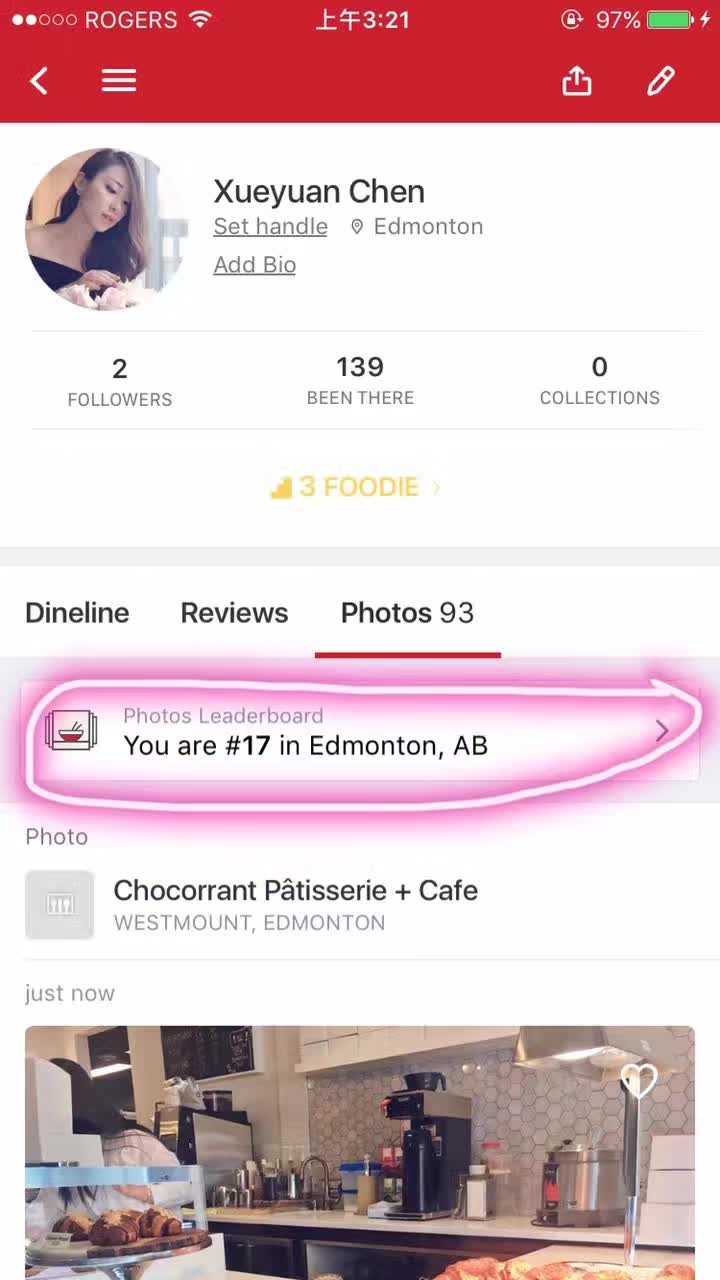 ROGERS 上午3:21 97%
Xueyuan Chen
Set handle Edmonton
Add Bio
2 139 0
FOLLOWERS BEEN THERE COLLECTIONS
3 FOODIE
Dineline Reviews Photos 93
Photos Leaderboard
You are #17 in Edmonton, AB
Photo
Chocorrant Pâtisserie + Cafe
WESTMOUNT, EDMONTON
just now